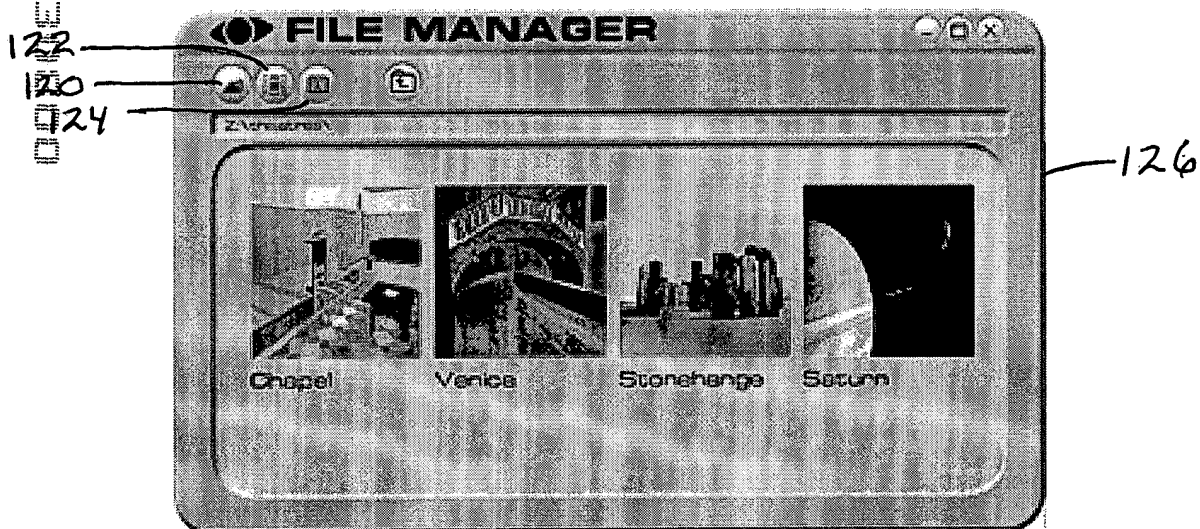 FILE MANAGER
122
120
124
126
Chapel
Venice
Stonehenge
Saturn